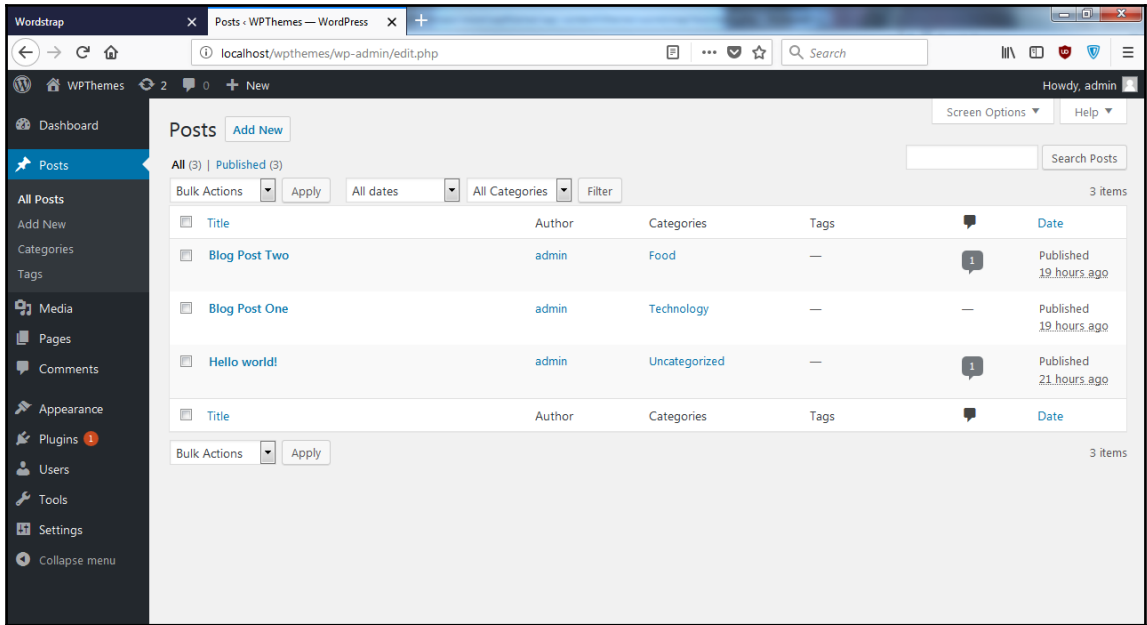 Wordstrap
Posts ‹ WPThemes — WordPress
localhost/wpthemes/wp-admin/edit.php
Search
WPThemes 2 0 New
Howdy, admin
Screen Options
Help
Dashboard
Posts
All Posts
Add New
Categories
Tags
Media
Pages
Comments
Appearance
Plugins 1
Users
Tools
Settings
Collapse menu
Posts Add New
All (3) | Published (3)
Search Posts
Bulk Actions Apply All dates All Categories Filter 3 items
Title Author Categories Tags Date
Blog Post Two admin Food — 1 Published
19 hours ago
Blog Post One admin Technology — — Published
19 hours ago
Hello world! admin Uncategorized — 1 Published
21 hours ago
Title Author Categories Tags Date
Bulk Actions Apply 3 items